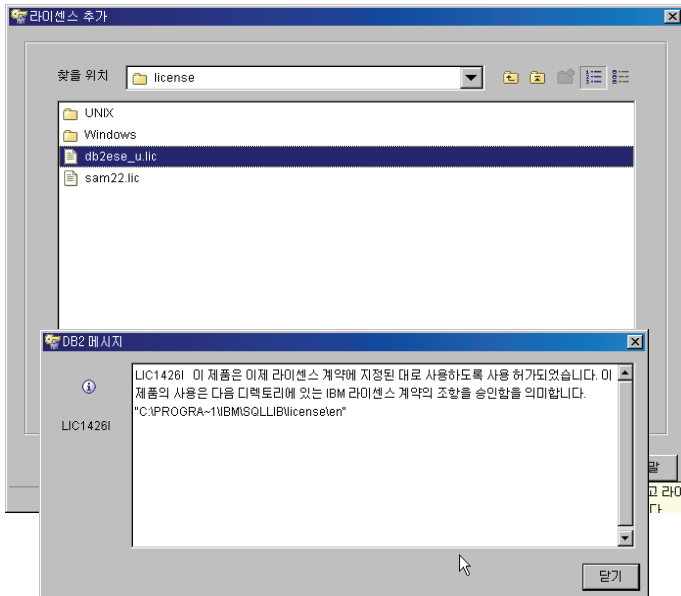 라이센스 추가
찾을 위치
license
UNIX
Windows
db2ese_u.lic
sam22.lic
DB2 메시지
LIC1426I 이 제품은 이제 라이센스 계약에 지정된 대로 사용하도록 사용 허가되었습니다. 이
제품의 사용은 다음 디렉토리에 있는 IBM 라이센스 계약의 조항을 승인함을 의미합니다.
"C:\PROGRA~1\IBM\SQLLIB\license\en"
LIC1426I
말
고 라이
닫기